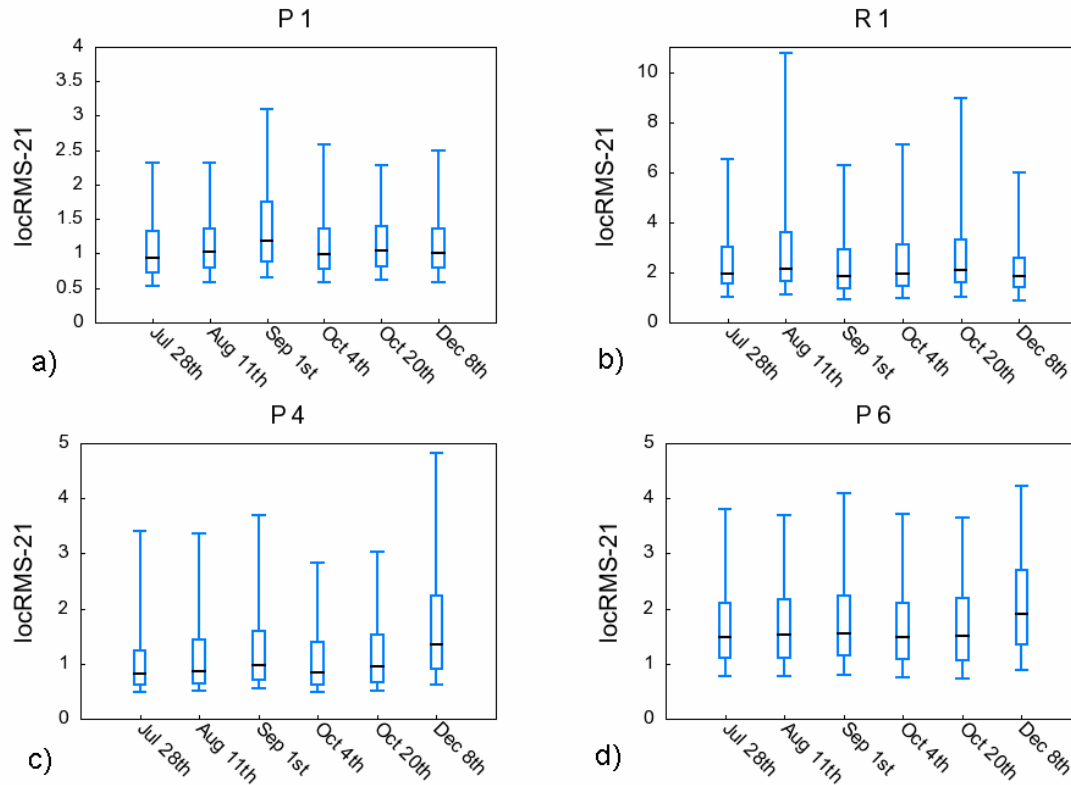 P 1
4
3.5
3
2.5
2
1.5
1
0.5
0
locRMS-21
Jul 28th
Aug 11th
Sep 1st
Oct 4th
Oct 20th
Dec 8th
a)
R 1
10
8
6
4
2
0
locRMS-21
Jul 28th
Aug 11th
Sep 1st
Oct 4th
Oct 20th
Dec 8th
b)
P 4
5
4
3
2
1
0
locRMS-21
Jul 28th
Aug 11th
Sep 1st
Oct 4th
Oct 20th
Dec 8th
c)
P 6
5
4
3
2
1
0
locRMS-21
Jul 28th
Aug 11th
Sep 1st
Oct 4th
Oct 20th
Dec 8th
d)